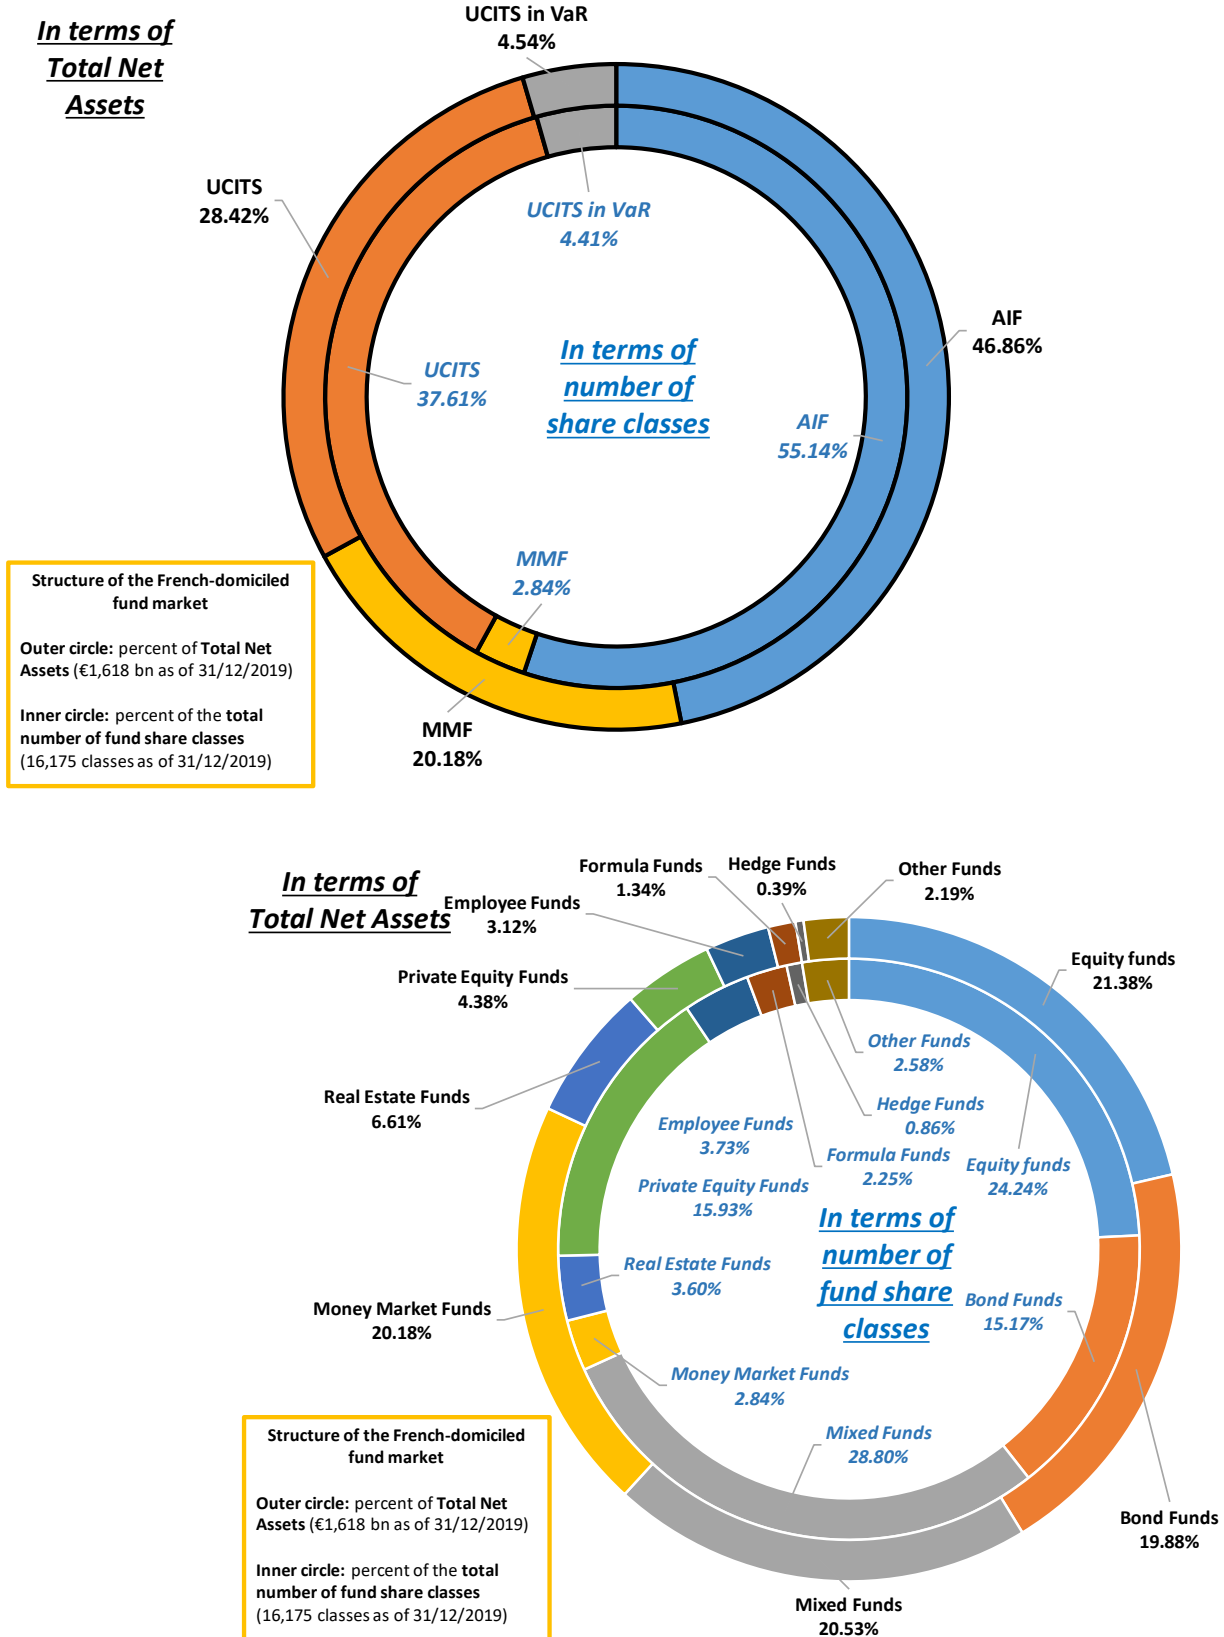 In terms of
Total Net
Assets
UCITS in VaR
4.54%
UCITS
28.42%
UCITS in VaR
4.41%
AIF
46.86%
In terms of
number of
share classes
UCITS
37.61%
AIF
55.14%
MMF
2.84%
MMF
20.18%
Structure of the French-domiciled
fund market
Outer circle: percent of Total Net
Assets (€1,618 bn as of 31/12/2019)
Inner circle: percent of the total
number of fund share classes
(16,175 classes as of 31/12/2019)
In terms of
Total Net Assets
Formula Funds
1.34%
Hedge Funds
0.39%
Other Funds
2.19%
Employee Funds
3.12%
Equity funds
21.38%
Private Equity Funds
4.38%
Real Estate Funds
6.61%
Other Funds
2.58%
Hedge Funds
0.86%
Employee Funds
3.73%
Formula Funds
2.25%
Equity funds
24.24%
Private Equity Funds
15.93%
In terms of
number of
fund share
classes
Real Estate Funds
3.60%
Bond Funds
15.17%
Money Market Funds
20.18%
Money Market Funds
2.84%
Mixed Funds
28.80%
Bond Funds
19.88%
Mixed Funds
20.53%
Structure of the French-domiciled
fund market
Outer circle: percent of Total Net
Assets (€1,618 bn as of 31/12/2019)
Inner circle: percent of the total
number of fund share classes
(16,175 classes as of 31/12/2019)